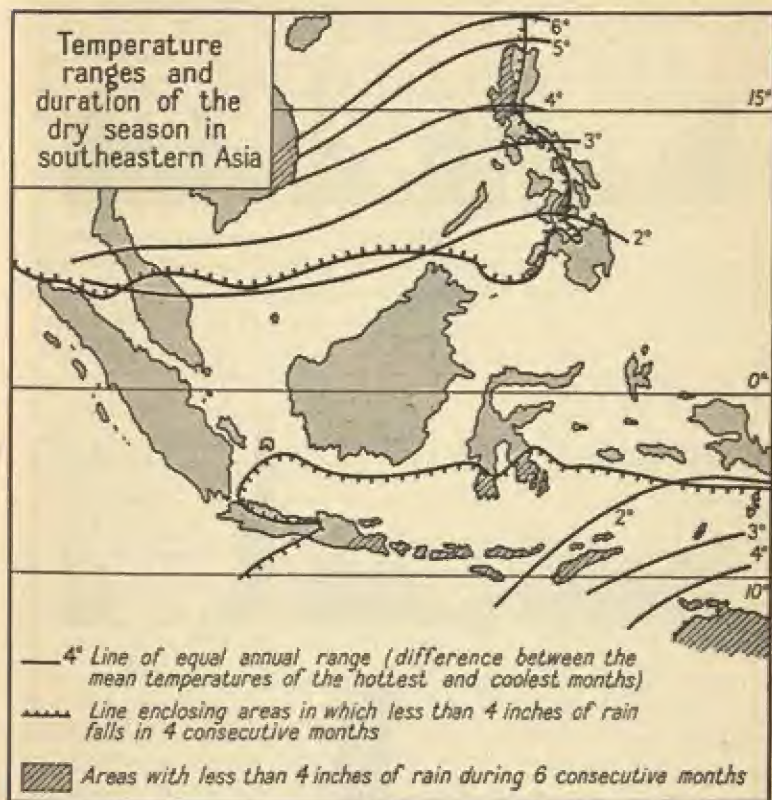 Temperature
ranges and
duration of the
dry season in
southeastern Asia
6°
5°
4°
15°
3°
2°
0°
2°
3°
4°
10°
4° Line of equal annual range (difference between the
mean temperatures of the hottest and coolest months)
Line enclosing areas in which less than 4 inches of rain
falls in 4 consecutive months
Areas with less than 4 inches of rain during 6 consecutive months